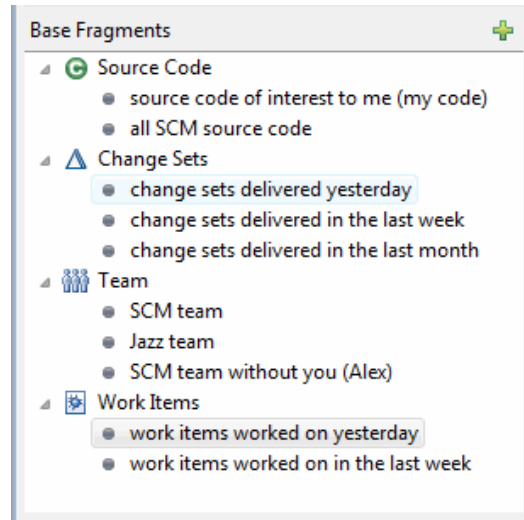 Base Fragments
Source Code
source code of interest to me (my code)
all SCM source code
Change Sets
change sets delivered yesterday
change sets delivered in the last week
change sets delivered in the last month
Team
SCM team
Jazz team
SCM team without you (Alex)
Work Items
work items worked on yesterday
work items worked on in the last week